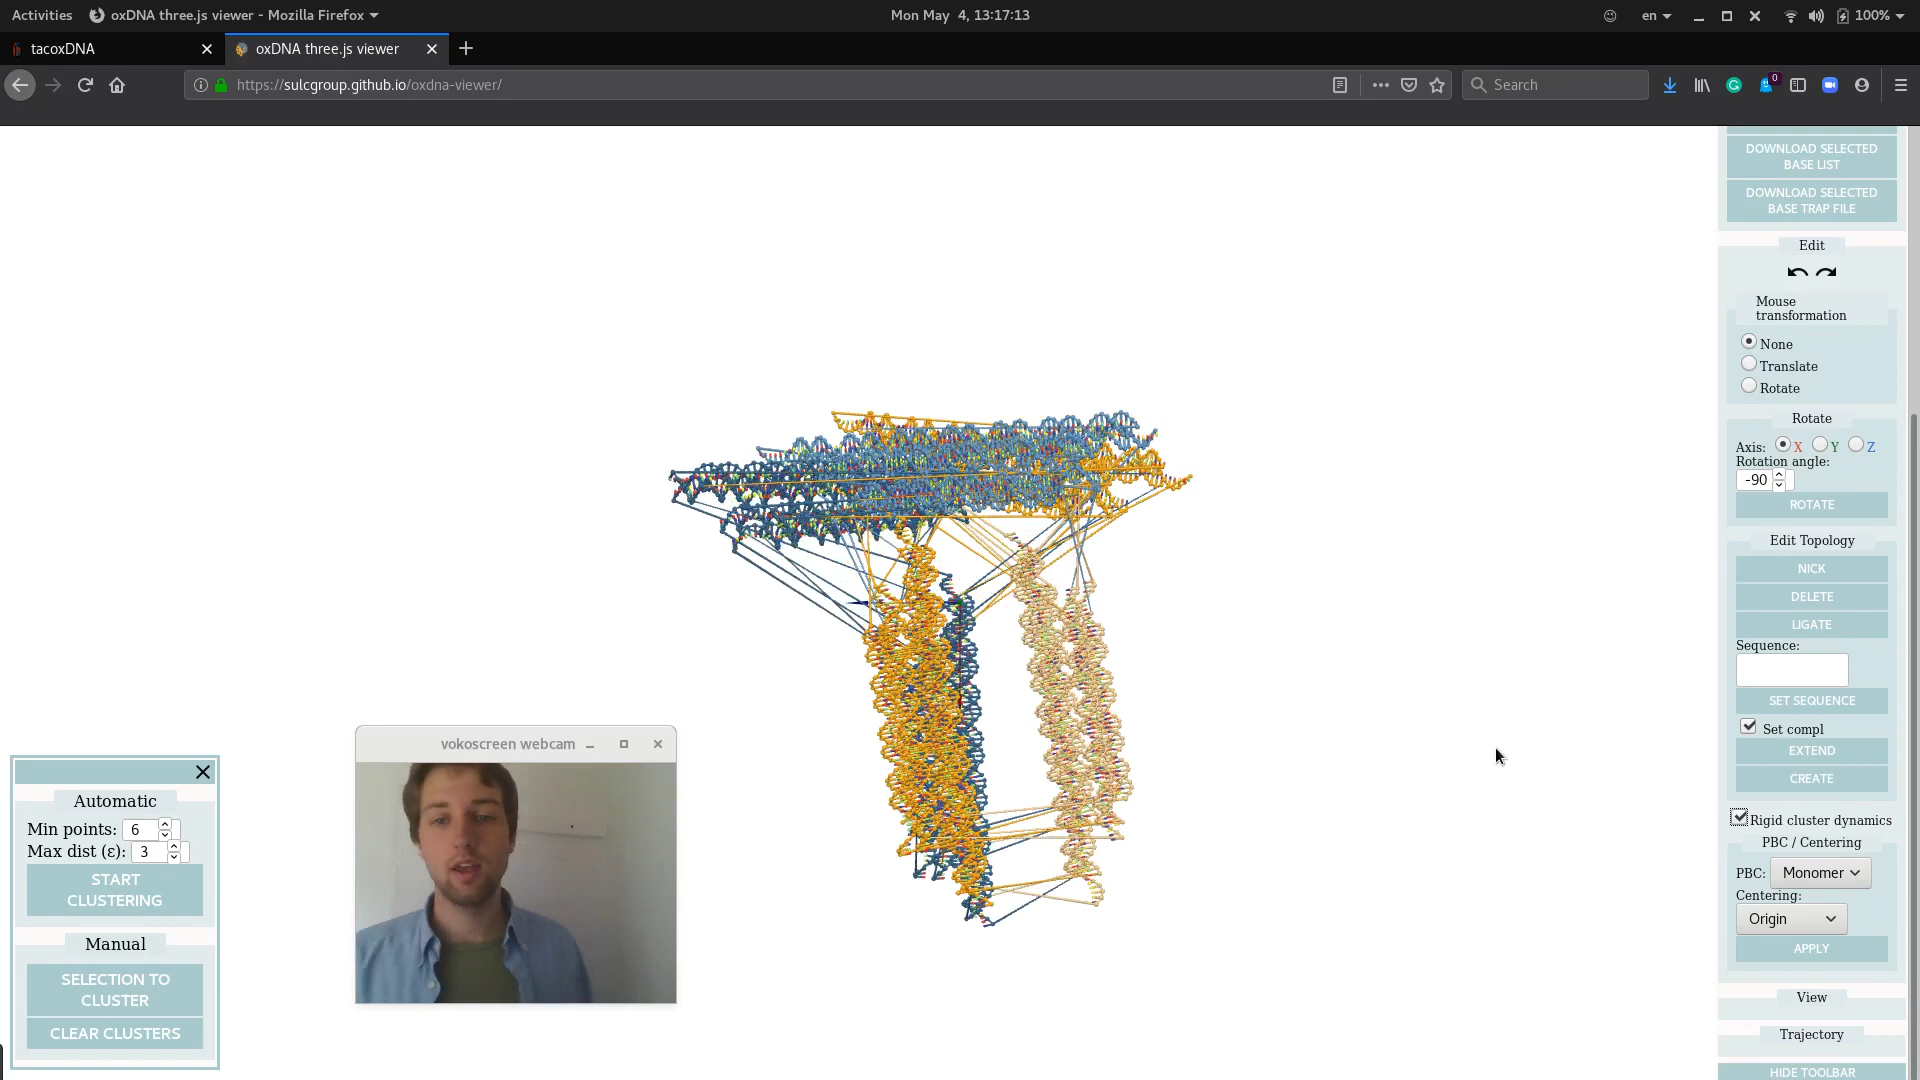 Activities
oxDNA three.js viewer - Mozilla Firefox
Mon May 4, 13:17:13
en
100%
tacoxDNA
oxDNA three.js viewer
https://sulcgroup.github.io/oxdna-viewer/
Search
0
DOWNLOAD SELECTED
BASE LIST
DOWNLOAD SELECTED
BASE TRAP FILE
Edit
Mouse
transformation
None
Translate
Rotate
Rotate
Axis: X Y Z
Rotation angle:
-90
ROTATE
Edit Topology
NICK
DELETE
LIGATE
Sequence:
SET SEQUENCE
Set compl
EXTEND
CREATE
Rigid cluster dynamics
PBC / Centering
PBC: Monomer
Centering:
Origin
APPLY
View
Trajectory
HIDE TOOLBAR
vokoscreen webcam
Automatic
Min points: 6
Max dist (ε): 3
START
CLUSTERING
Manual
SELECTION TO
CLUSTER
CLEAR CLUSTERS